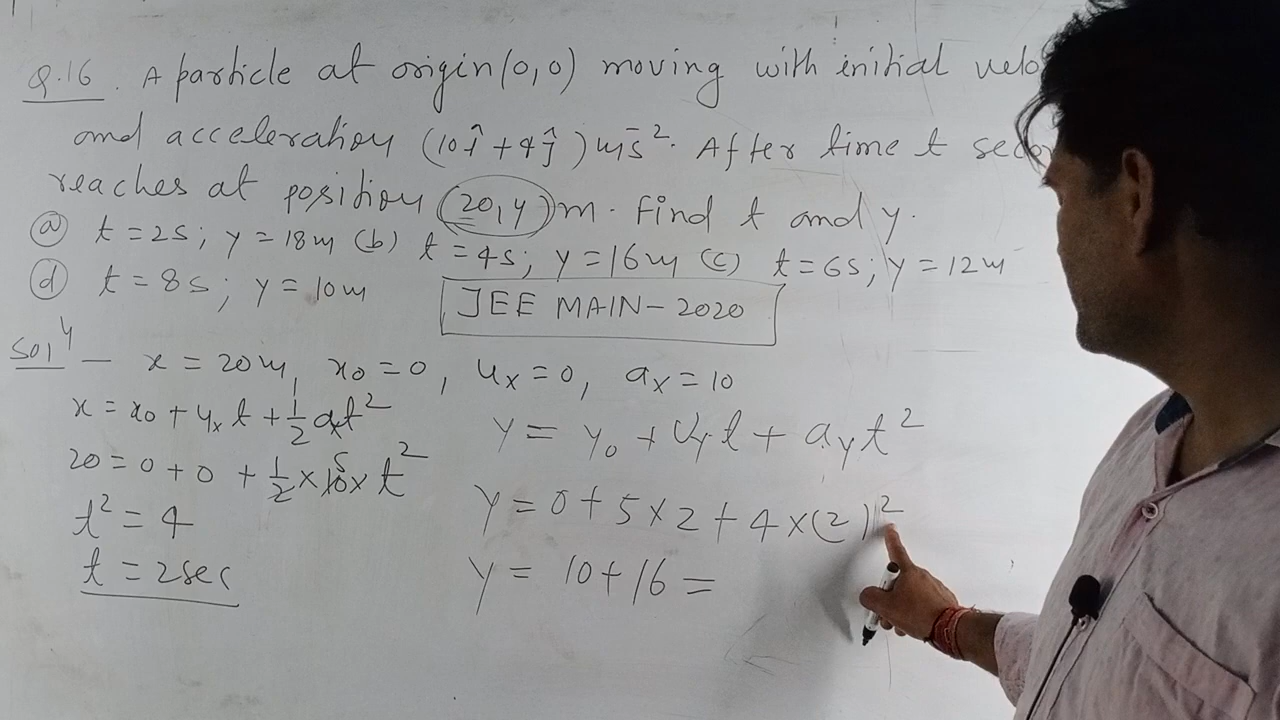 Q.16. A particle at origin (0,0) moving with initial
and acceleration (10î + 4ĵ) ms⁻². After time t
reaches at position (20, y) m. Find t and y.
(a) t = 2s; y = 18m (b) t = 4s; y = 16m (c) t = 6s; y = 12m
(d) t = 8s; y = 10m
JEE MAIN-2020
Solⁿ — x = 20m, x₀ = 0, uₓ = 0, aₓ = 10
x = x₀ + uₓt + 1/2 aₓt²
y = y₀ + uᵧt + aᵧt²
20 = 0 + 0 + 1/2 × 10 5 × t²
y = 0 + 5×2 + 4×(2)²
t² = 4
y = 10+16 =
t = 2sec